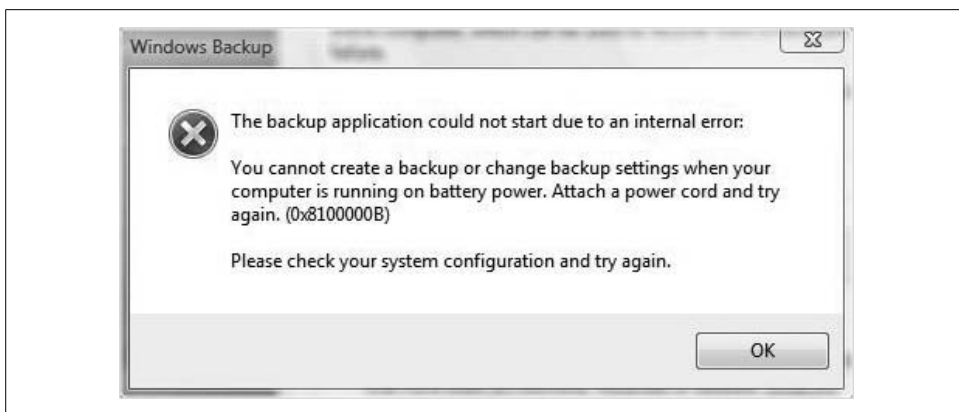 Windows Backup
The backup application could not start due to an internal error:
You cannot create a backup or change backup settings when your
computer is running on battery power. Attach a power cord and try
again. (0x8100000B)
Please check your system configuration and try again.
OK